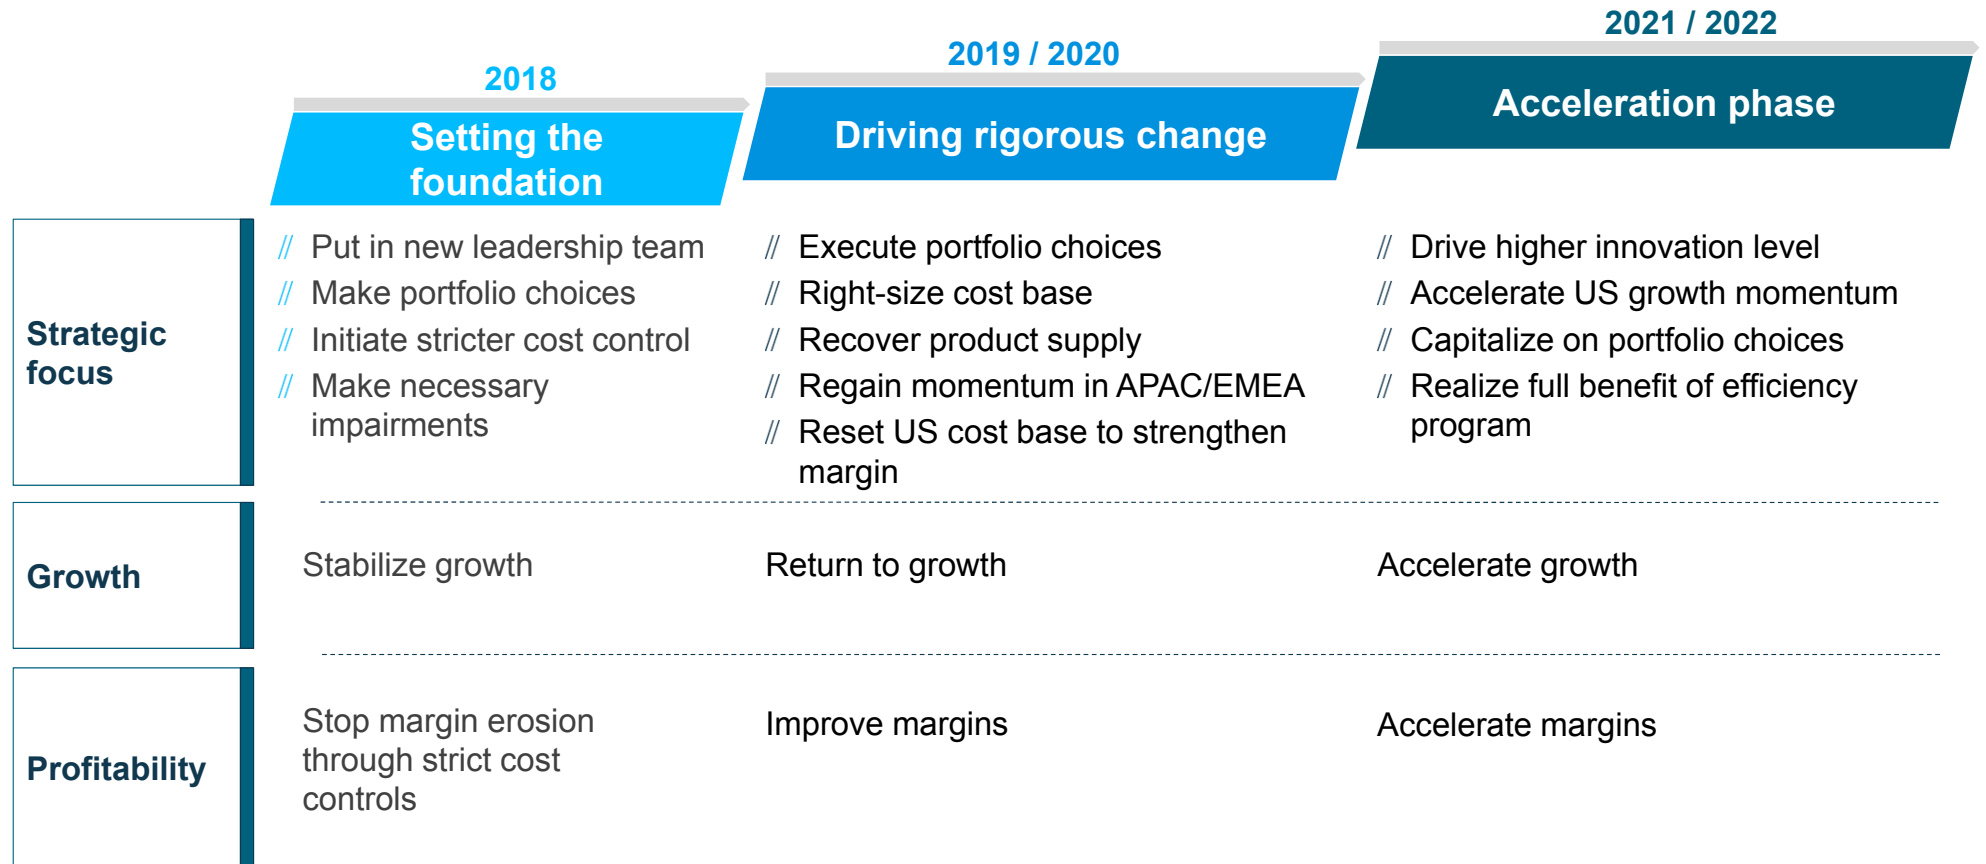 2018
Setting the
foundation
2019 / 2020
Driving rigorous change
2021 / 2022
Acceleration phase
Strategic
focus
// Put in new leadership team
// Make portfolio choices
// Initiate stricter cost control
// Make necessary
impairments
// Execute portfolio choices
// Right-size cost base
// Recover product supply
// Regain momentum in APAC/EMEA
// Reset US cost base to strengthen
margin
// Drive higher innovation level
// Accelerate US growth momentum
// Capitalize on portfolio choices
// Realize full benefit of efficiency
program
Growth
Stabilize growth
Return to growth
Accelerate growth
Profitability
Stop margin erosion
through strict cost
controls
Improve margins
Accelerate margins